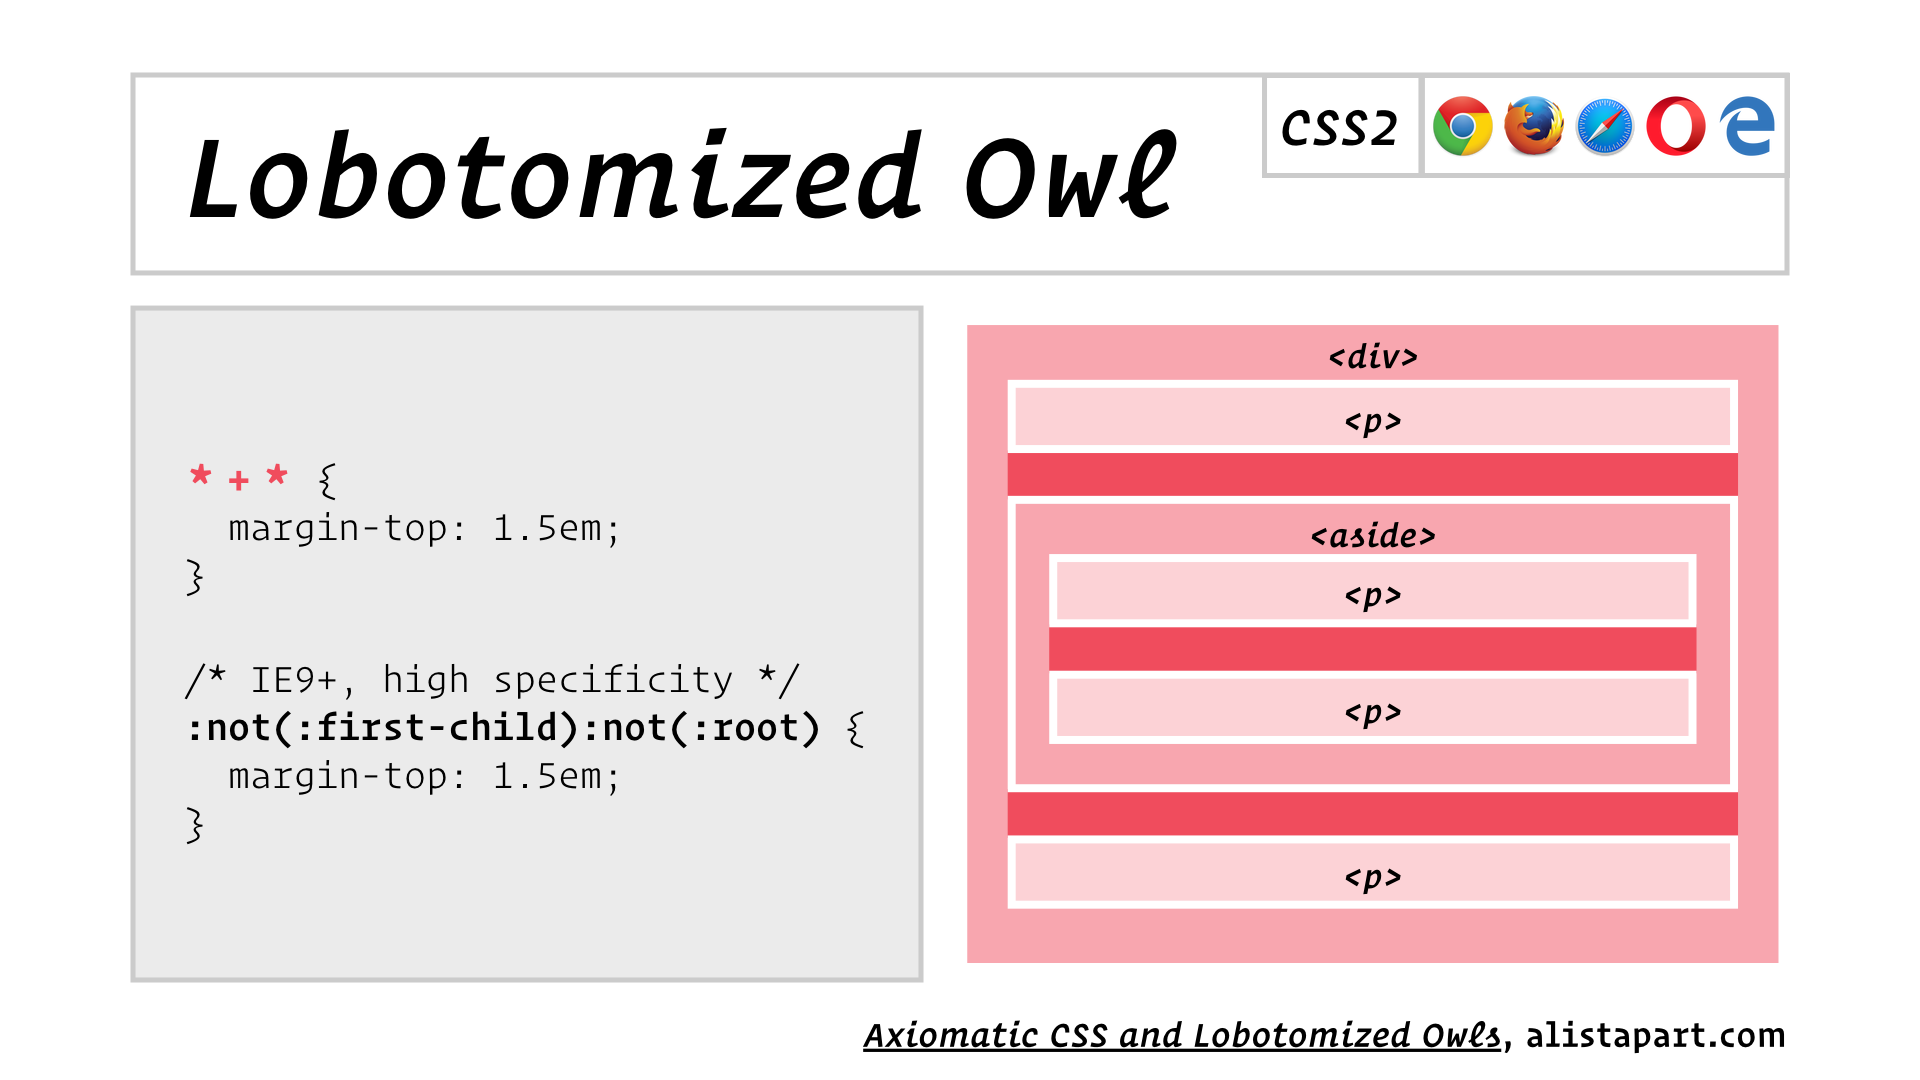 Lobotomized Owl
CSS2
* + * {
  margin-top: 1.5em;
}
/* IE9+, high specificity */
:not(:first-child):not(:root) {
  margin-top: 1.5em;
}
<div>
<p>
<aside>
<p>
<p>
<p>
Axiomatic CSS and Lobotomized Owls, alistapart.com